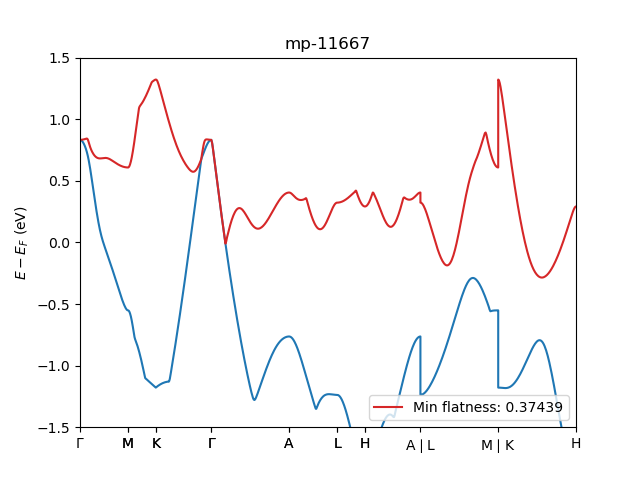 mp-11667
1.5
1.0
0.5
0.0
−0.5
−1.0
−1.5
E − E_F (eV)
Min flatness: 0.37439
Γ M K Γ A L H A | L M | K H